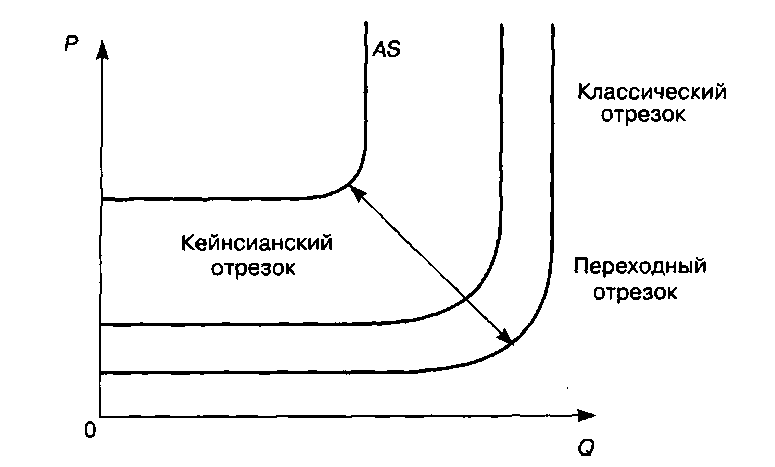 P
AS
Классический
отрезок
Кейнсианский
отрезок
Переходный
отрезок
0
Q